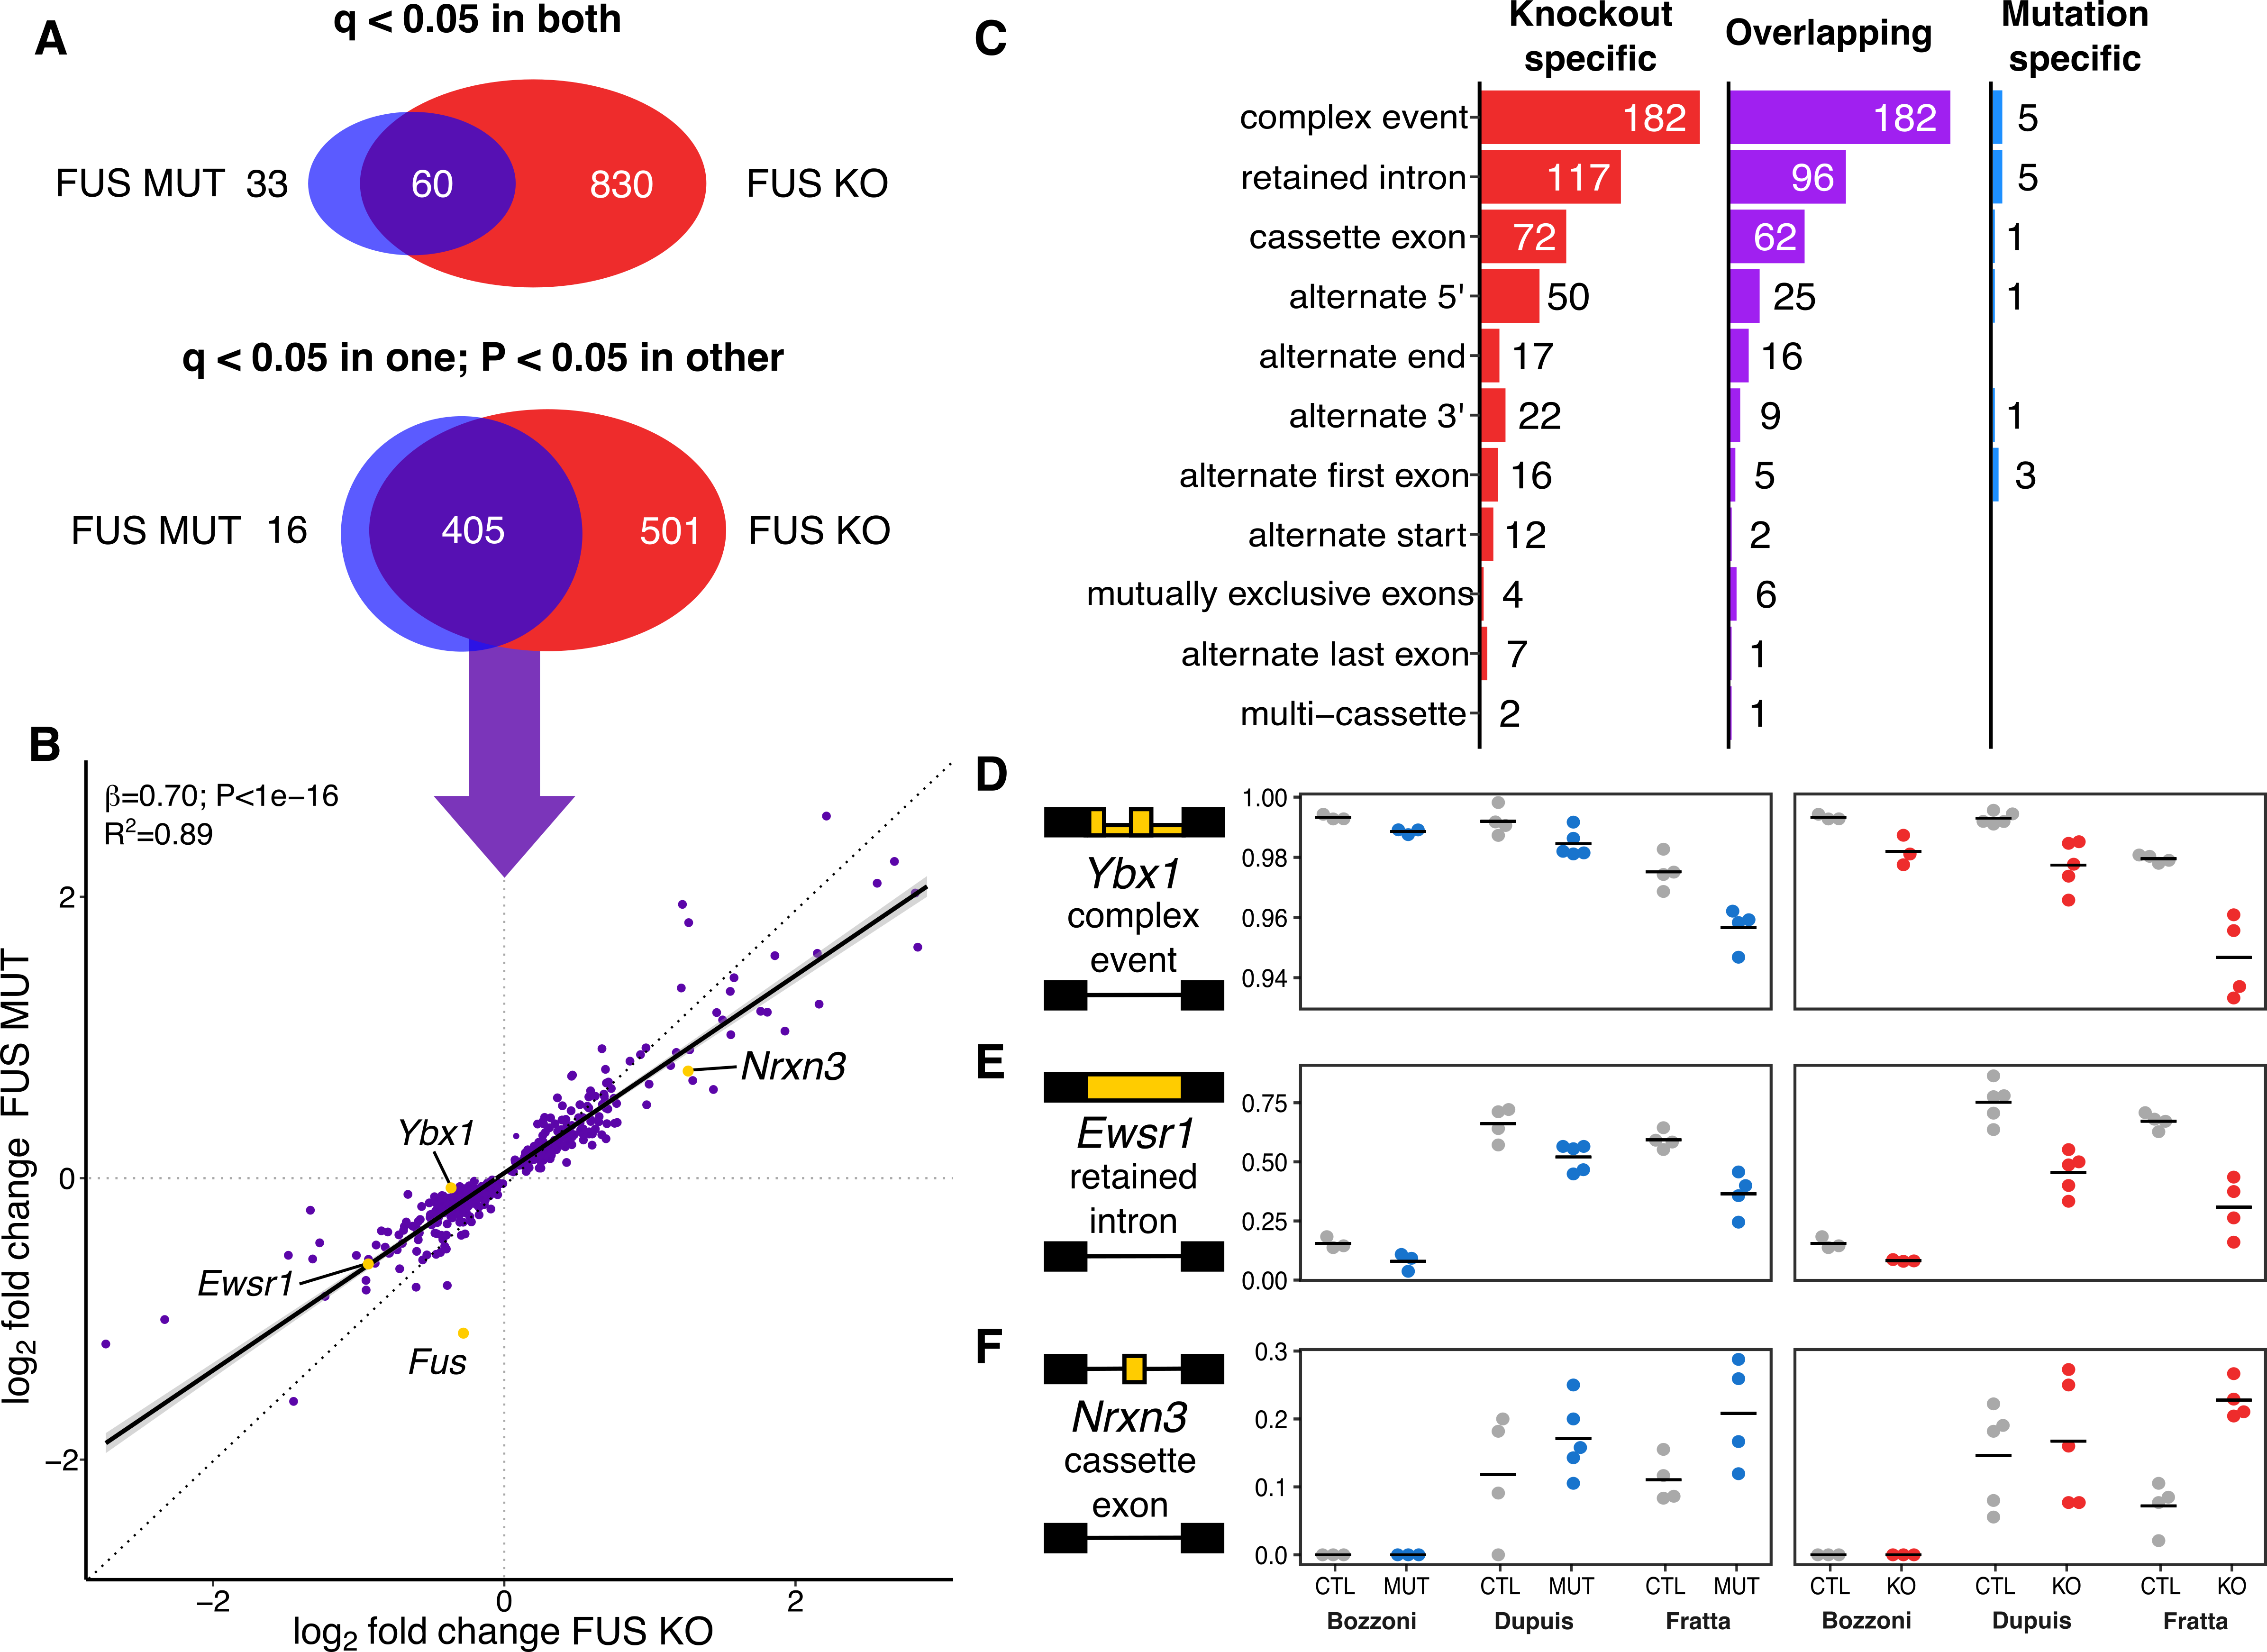 A
q < 0.05 in both
FUS MUT 33
60
830
FUS KO
q < 0.05 in one; P < 0.05 in other
FUS MUT 16
405
501
FUS KO
B
β=0.70; P<1e−16
R²=0.89
Nrxn3
Ybx1
Ewsr1
Fus
2
0
−2
log₂ fold change FUS MUT
−2
0
2
log₂ fold change FUS KO
C
Knockout
specific
Overlapping
Mutation
specific
complex event 182 182 5
retained intron 117 96 5
cassette exon 72 62 1
alternate 5' 50 25 1
alternate end 17 16
alternate 3' 22 9 1
alternate first exon 16 5 3
alternate start 12 2
mutually exclusive exons 4 6
alternate last exon 7 1
multi−cassette 2 1
D
Ybx1
complex
event
1.00
0.98
0.96
0.94
E
Ewsr1
retained
intron
0.75
0.50
0.25
0.00
F
Nrxn3
cassette
exon
0.3
0.2
0.1
0.0
CTL MUT CTL MUT CTL MUT CTL KO CTL KO CTL KO
Bozzoni Dupuis Fratta Bozzoni Dupuis Fratta